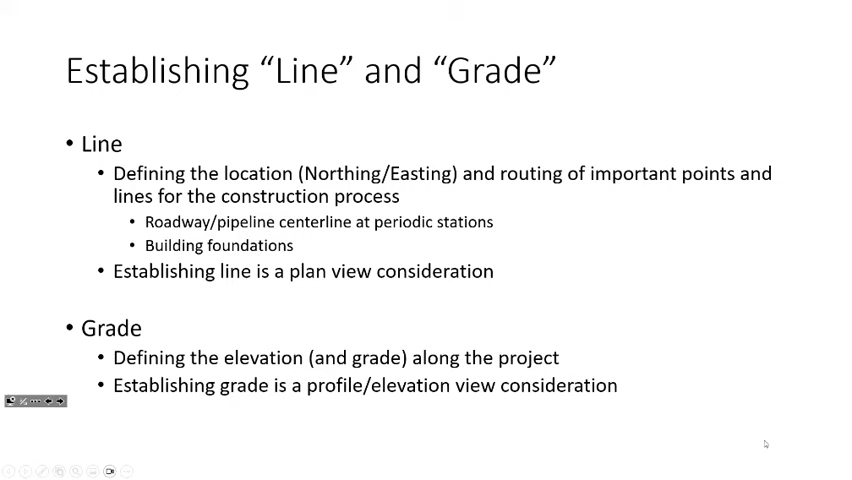 Establishing “Line” and “Grade”
• Line
• Defining the location (Northing/Easting) and routing of important points and
lines for the construction process
• Roadway/pipeline centerline at periodic stations
• Building foundations
• Establishing line is a plan view consideration
• Grade
• Defining the elevation (and grade) along the project
• Establishing grade is a profile/elevation view consideration